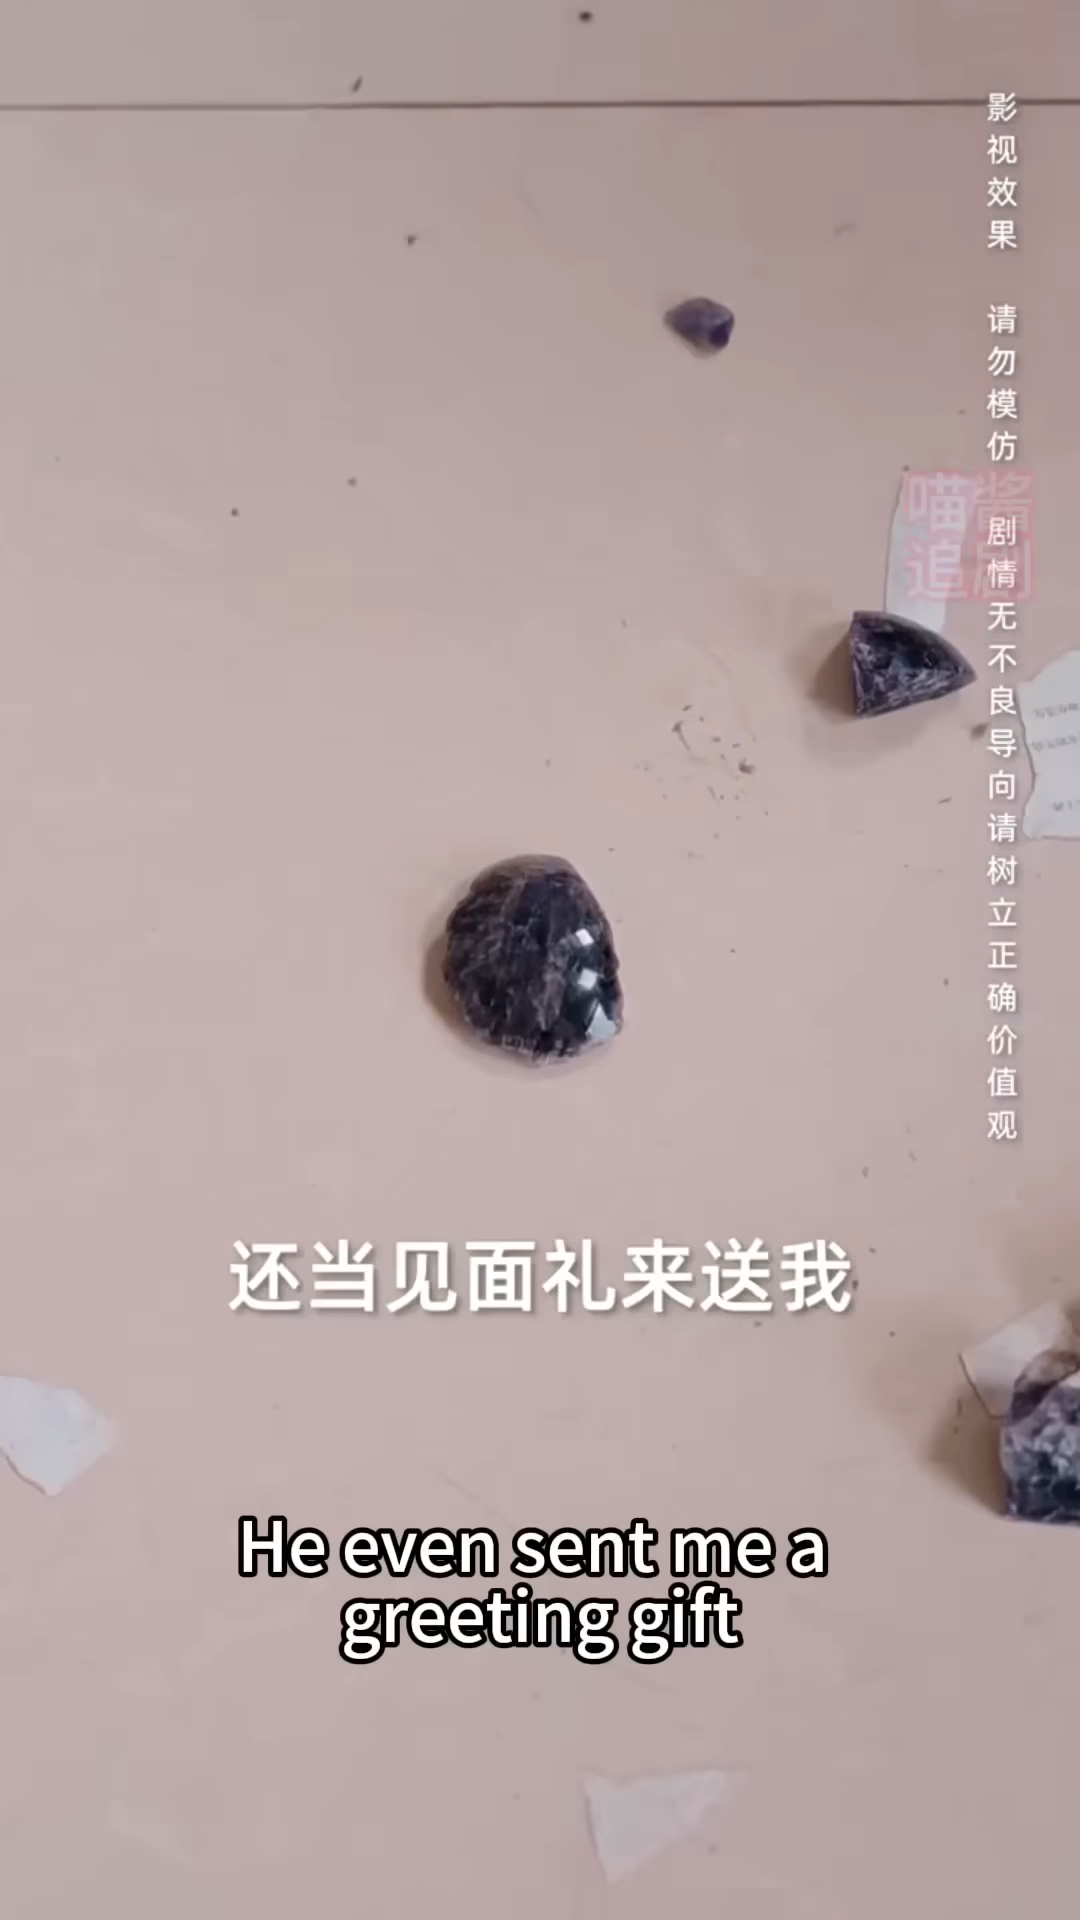 影视效果 请勿模仿 剧情无不良导向请树立正确价值观
喵酱
追剧
还当见面礼来送我
He even sent me a
greeting gift